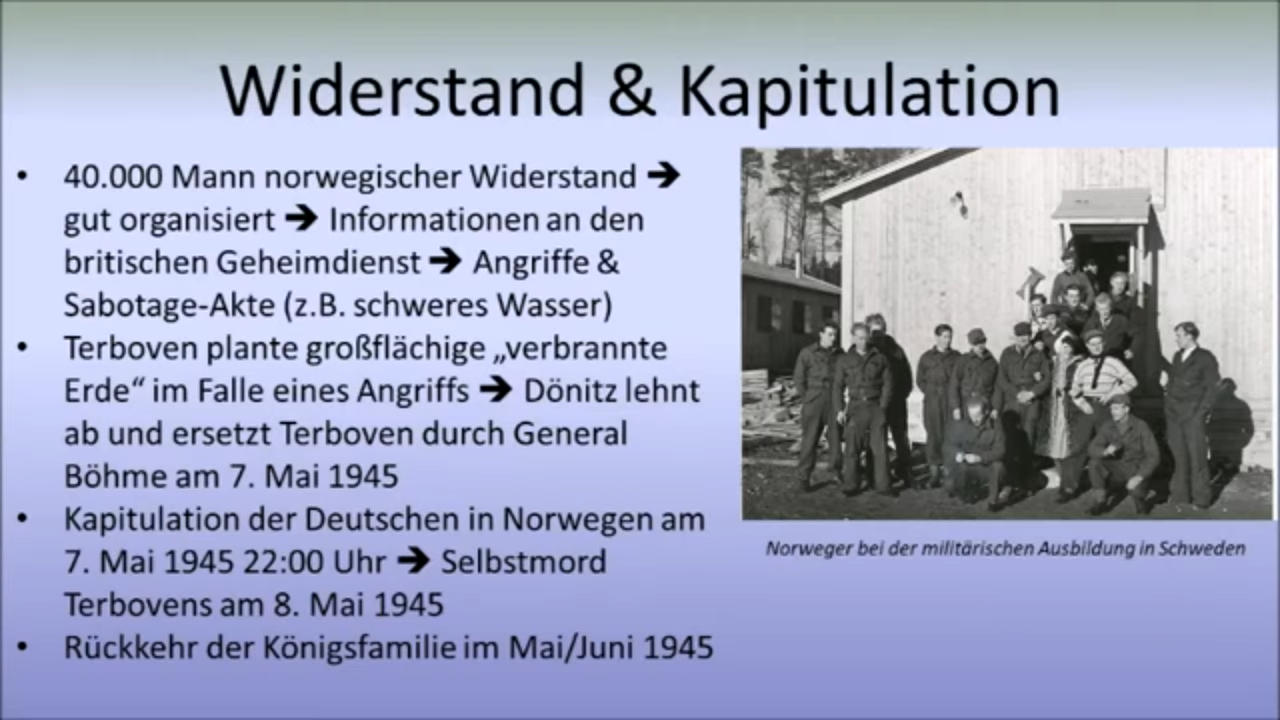 Widerstand & Kapitulation
• 40.000 Mann norwegischer Widerstand ➔
gut organisiert ➔ Informationen an den
britischen Geheimdienst ➔ Angriffe &
Sabotage-Akte (z.B. schweres Wasser)
• Terboven plante großflächige „verbrannte
Erde“ im Falle eines Angriffs ➔ Dönitz lehnt
ab und ersetzt Terboven durch General
Böhme am 7. Mai 1945
• Kapitulation der Deutschen in Norwegen am
7. Mai 1945 22:00 Uhr ➔ Selbstmord
Terbovens am 8. Mai 1945
• Rückkehr der Königsfamilie im Mai/Juni 1945
Norweger bei der militärischen Ausbildung in Schweden